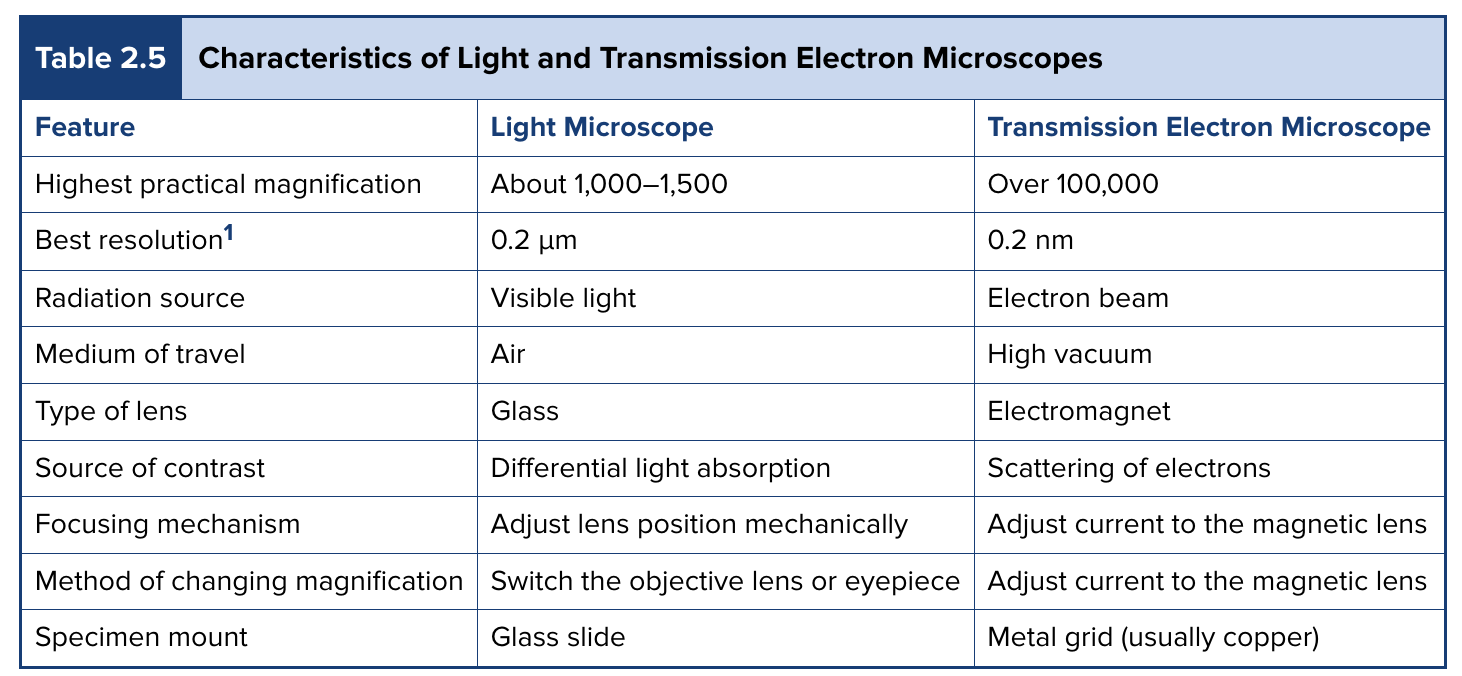 Table 2.5 Characteristics of Light and Transmission Electron Microscopes
Feature Light Microscope Transmission Electron Microscope
Highest practical magnification About 1,000–1,500 Over 100,000
Best resolution¹ 0.2 μm 0.2 nm
Radiation source Visible light Electron beam
Medium of travel Air High vacuum
Type of lens Glass Electromagnet
Source of contrast Differential light absorption Scattering of electrons
Focusing mechanism Adjust lens position mechanically Adjust current to the magnetic lens
Method of changing magnification Switch the objective lens or eyepiece Adjust current to the magnetic lens
Specimen mount Glass slide Metal grid (usually copper)